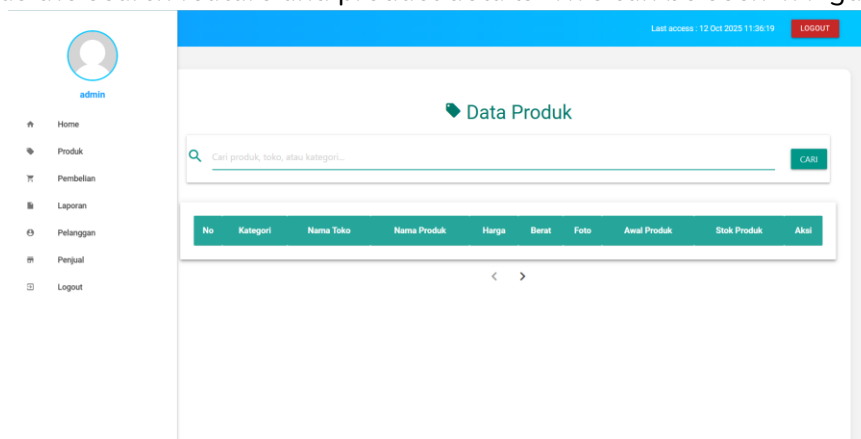 Last access : 12 Oct 2025 11:36:19 LOGOUT
admin
Home
Produk
Pembelian
Laporan
Pelanggan
Penjual
Logout
Data Produk
Cari produk, toko, atau kategori... CARI
No Kategori Nama Toko Nama Produk Harga Berat Foto Awal Produk Stok Produk Aksi